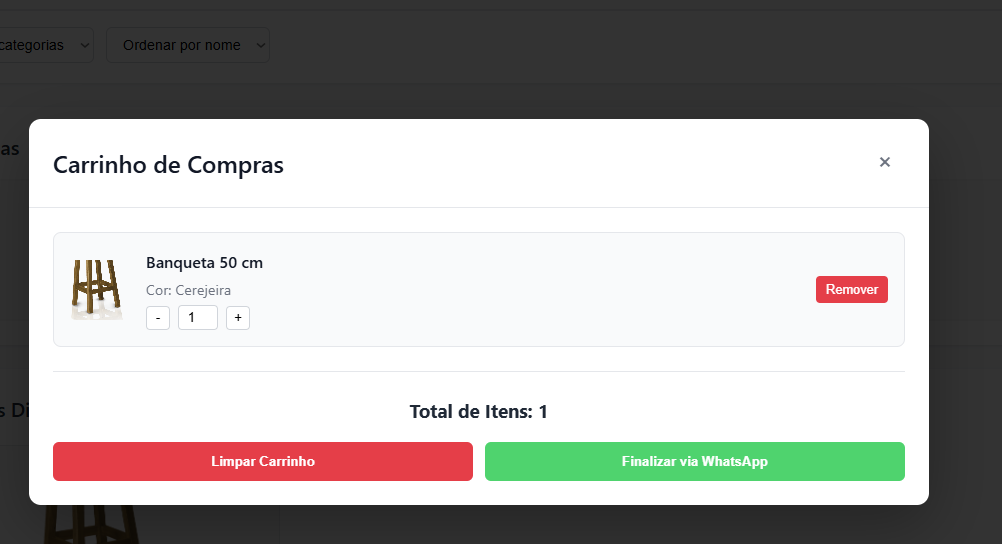 categorias
Ordenar por nome
as
Carrinho de Compras
×
Banqueta 50 cm
Cor: Cerejeira
- 1 +
Remover
s Di
Total de Itens: 1
Limpar Carrinho
Finalizar via WhatsApp